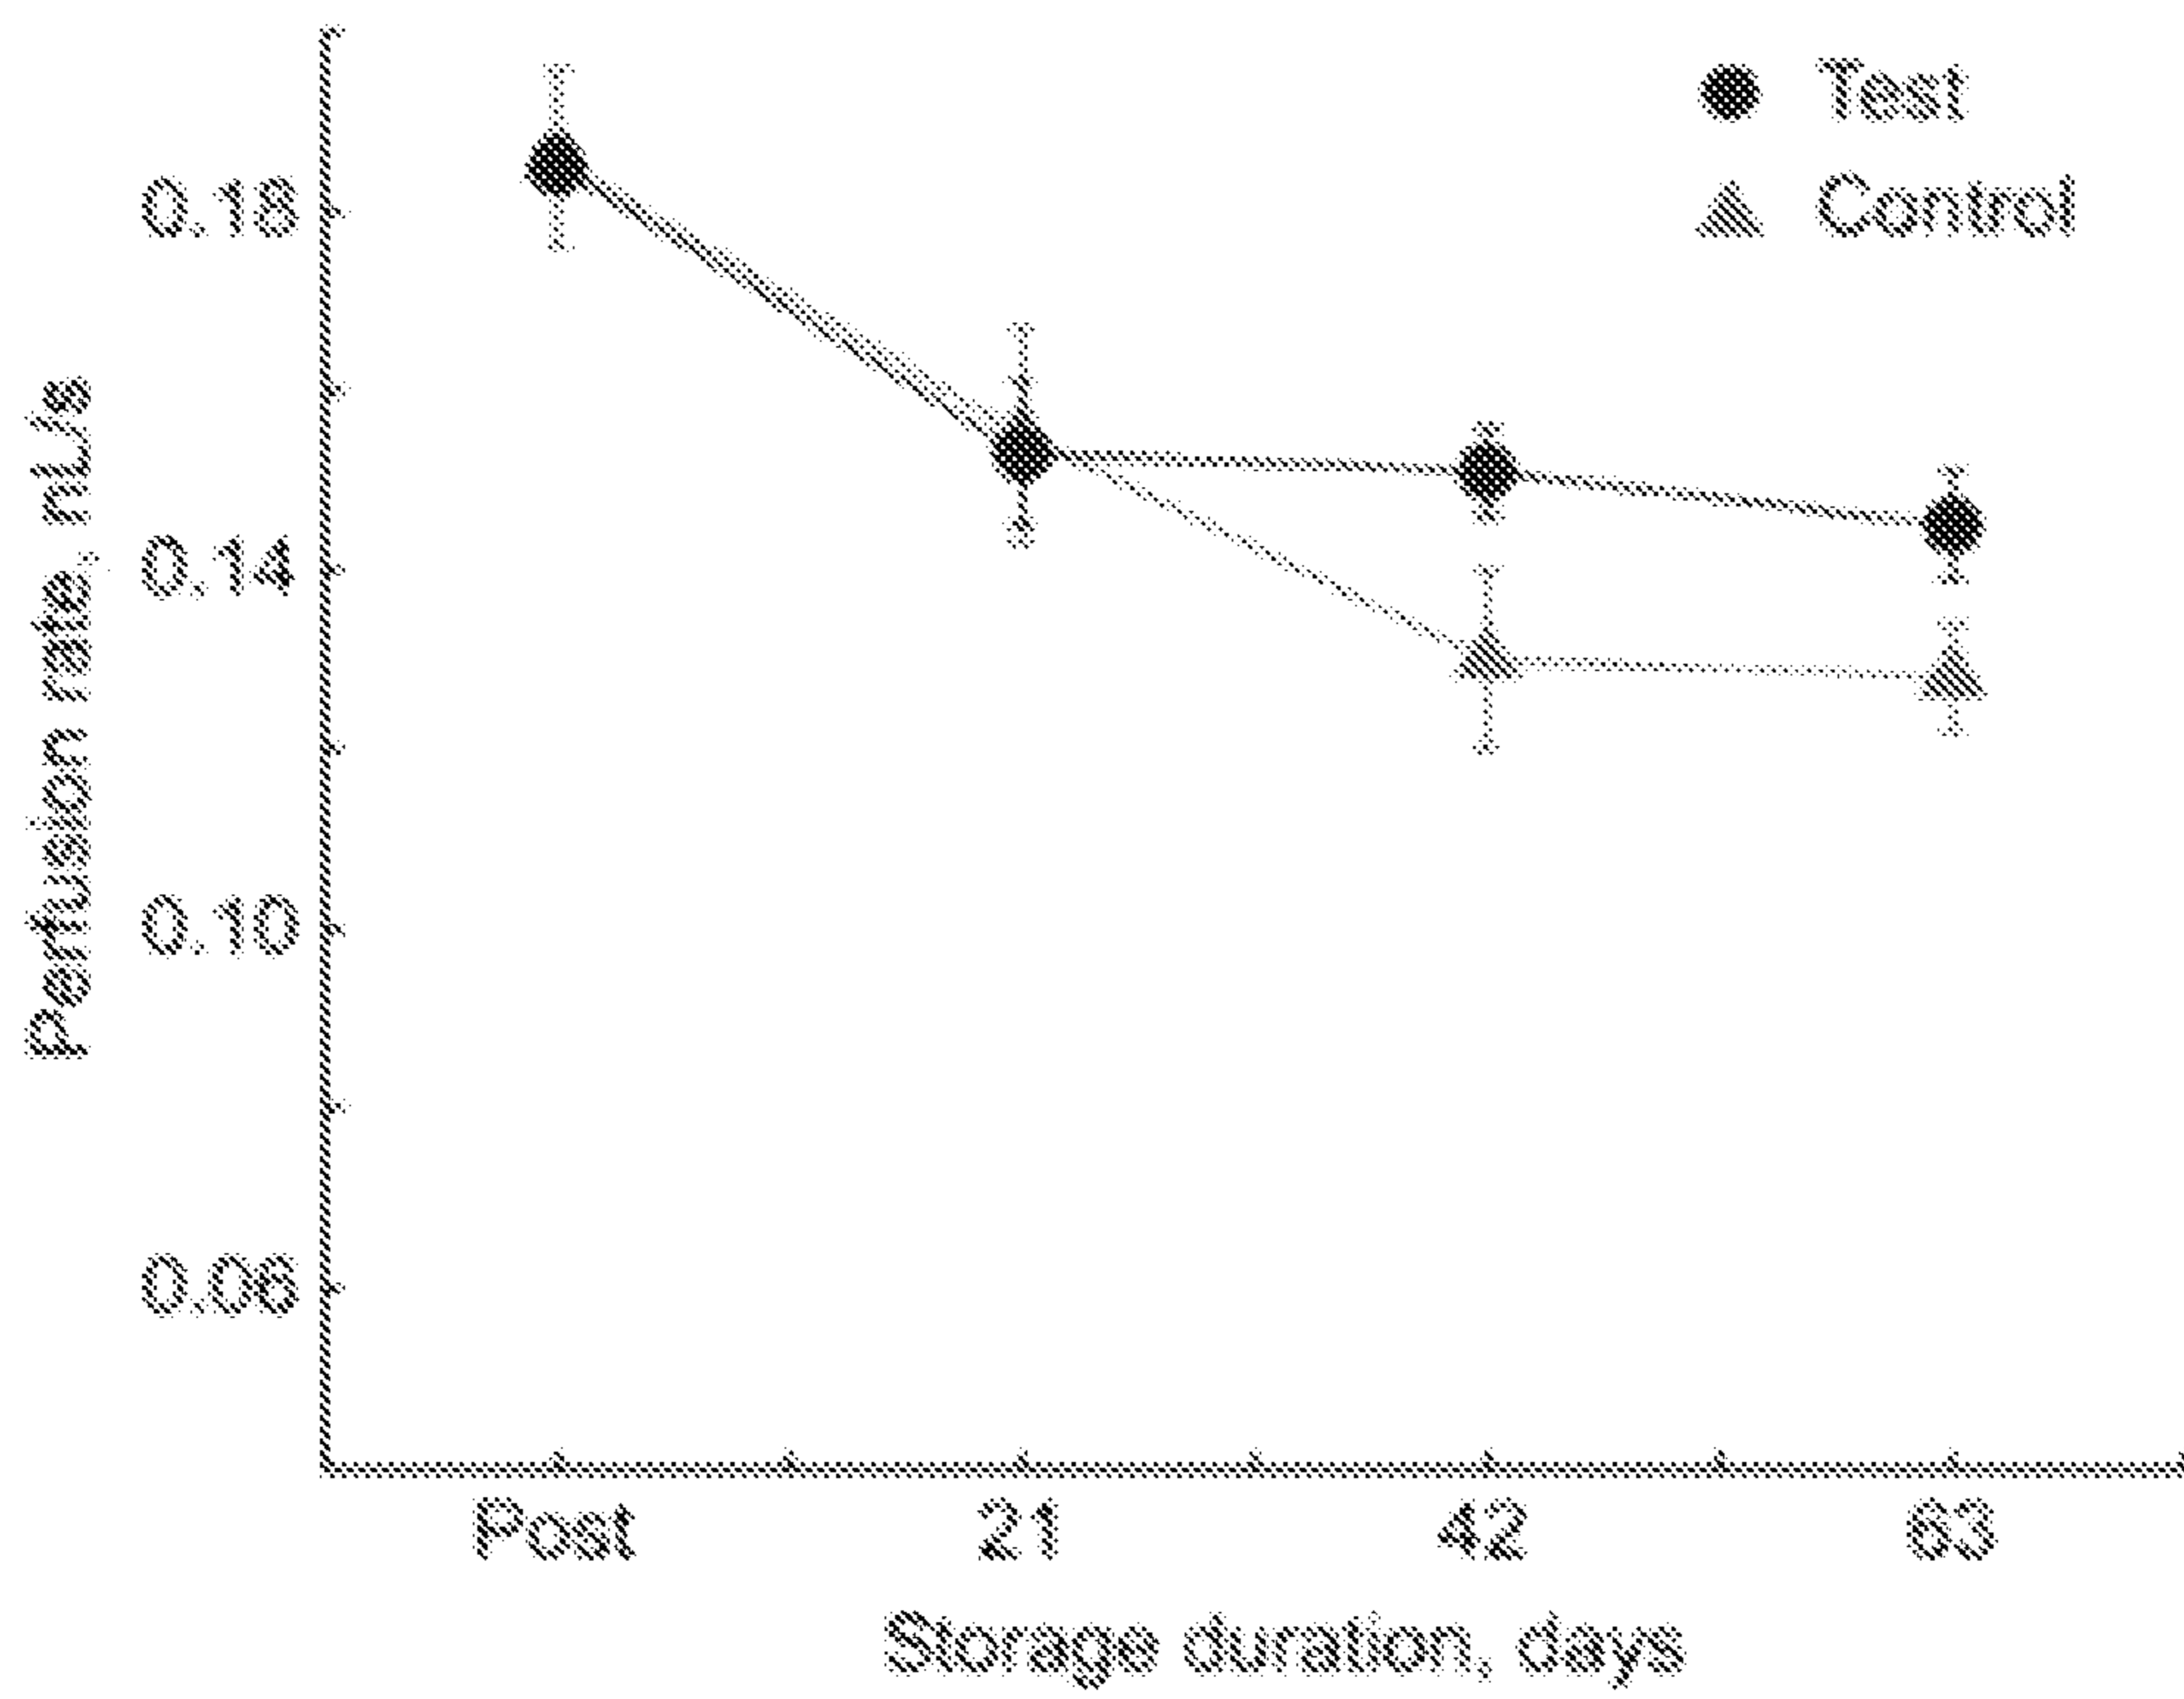 Test
Control
Perfusion rate, nL/s
0.18
0.14
0.10
0.06
Post 21 42 63
Storage duration, days